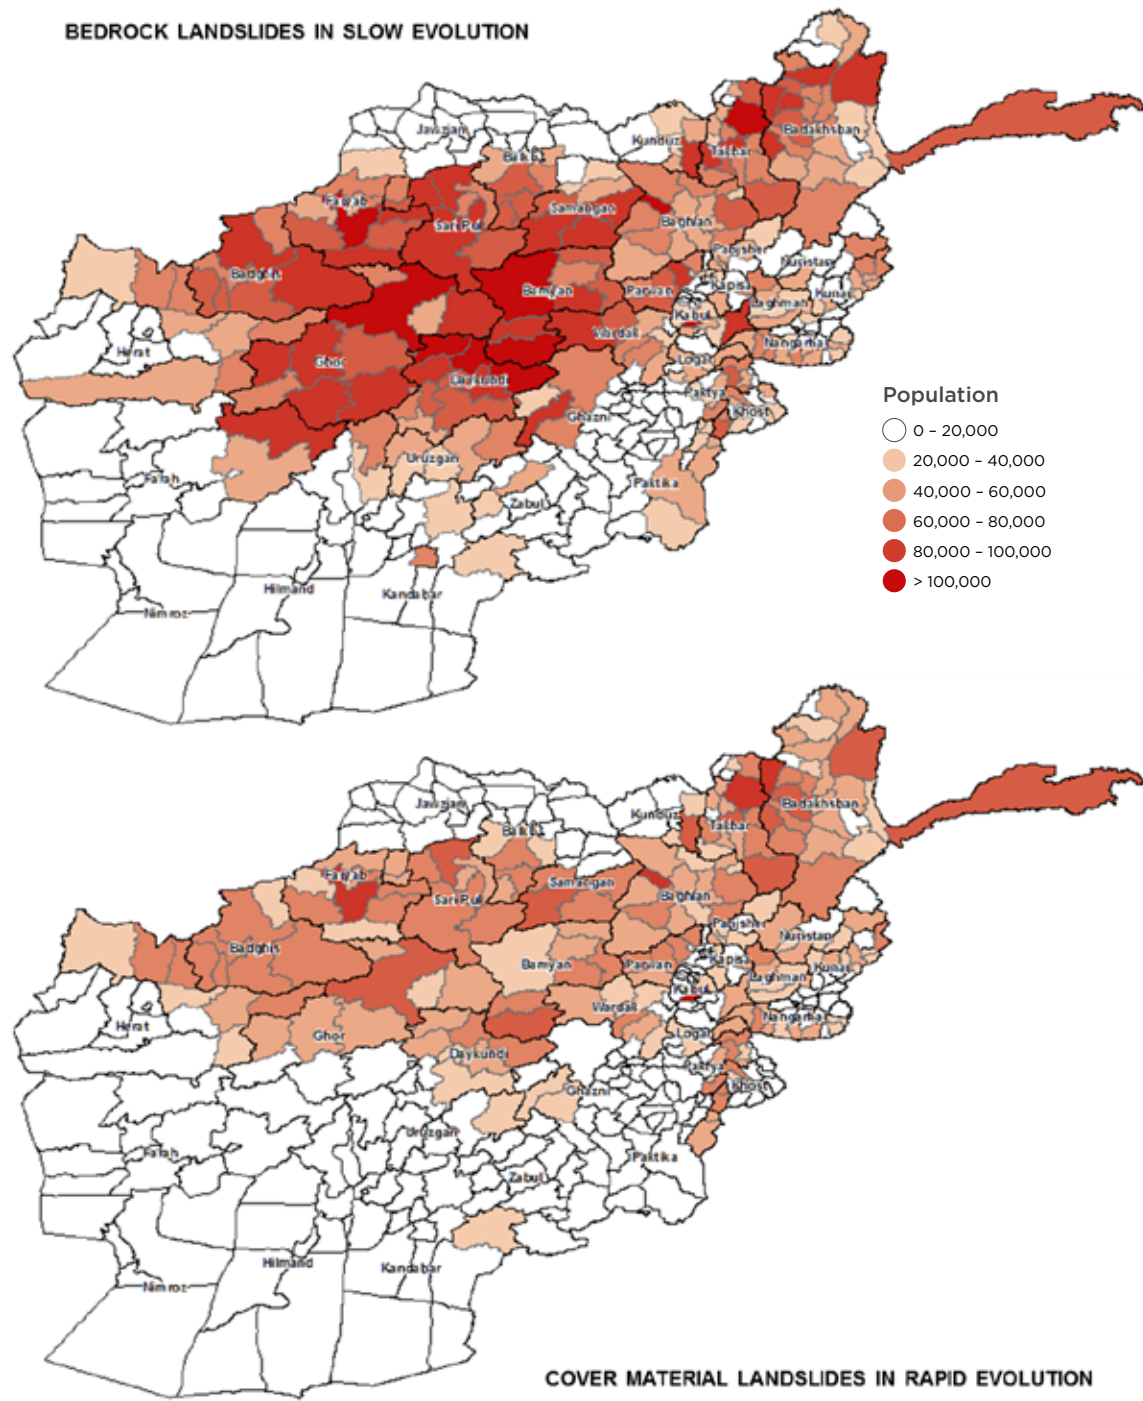 BEDROCK LANDSLIDES IN SLOW EVOLUTION
Jawzjan
Balkh
Kunduz
Takhar
Badakhshan
Faryab
Sari Pul
Samangan
Baghlan
Panjsher
Nuristan
Badghis
Bamyan
Parwan
Kapisa
Laghman
Kunar
Kabul
Hirat
Ghor
Wardak
Nangarhar
Logar
Daykundi
Paktya
Khost
Ghazni
Uruzgan
Farah
Zabul
Paktika
Hilmand
Kandahar
Nimroz
Population
0 – 20,000
20,000 – 40,000
40,000 – 60,000
60,000 – 80,000
80,000 – 100,000
> 100,000
Jawzjan
Balkh
Kunduz
Takhar
Badakhshan
Faryab
Sari Pul
Samangan
Baghlan
Panjsher
Nuristan
Badghis
Bamyan
Parwan
Kapisa
Laghman
Kunar
Kabul
Hirat
Ghor
Wardak
Nangarhar
Logar
Daykundi
Paktya
Khost
Ghazni
Uruzgan
Farah
Zabul
Paktika
Hilmand
Kandahar
Nimroz
COVER MATERIAL LANDSLIDES IN RAPID EVOLUTION